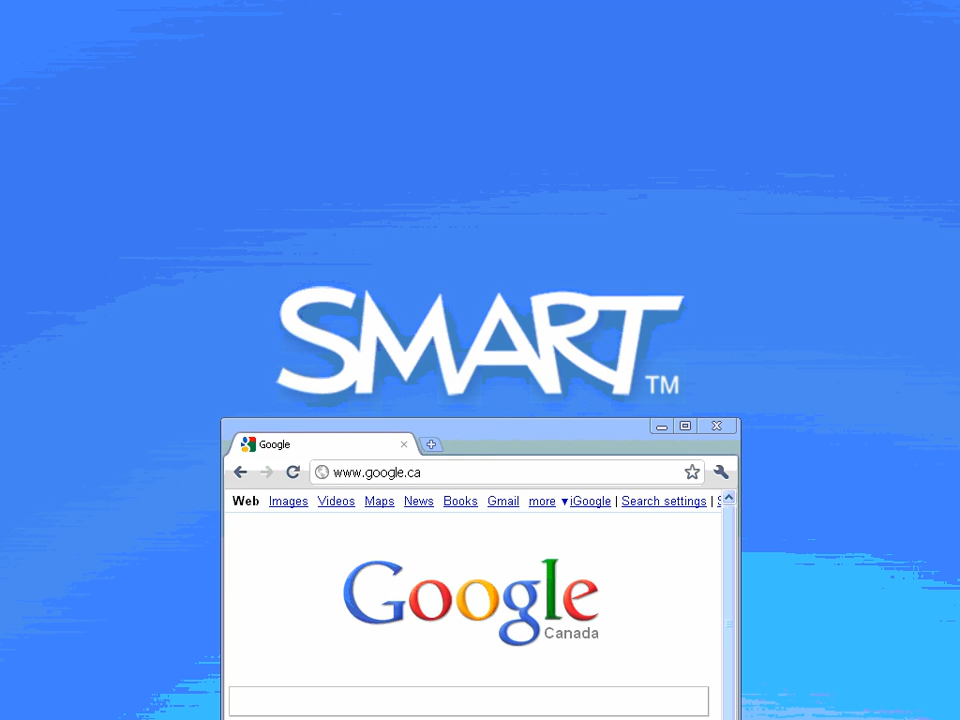 SMART™
Google
www.google.ca
Web Images Videos Maps News Books Gmail more ▼ iGoogle | Search settings |
Google
Canada